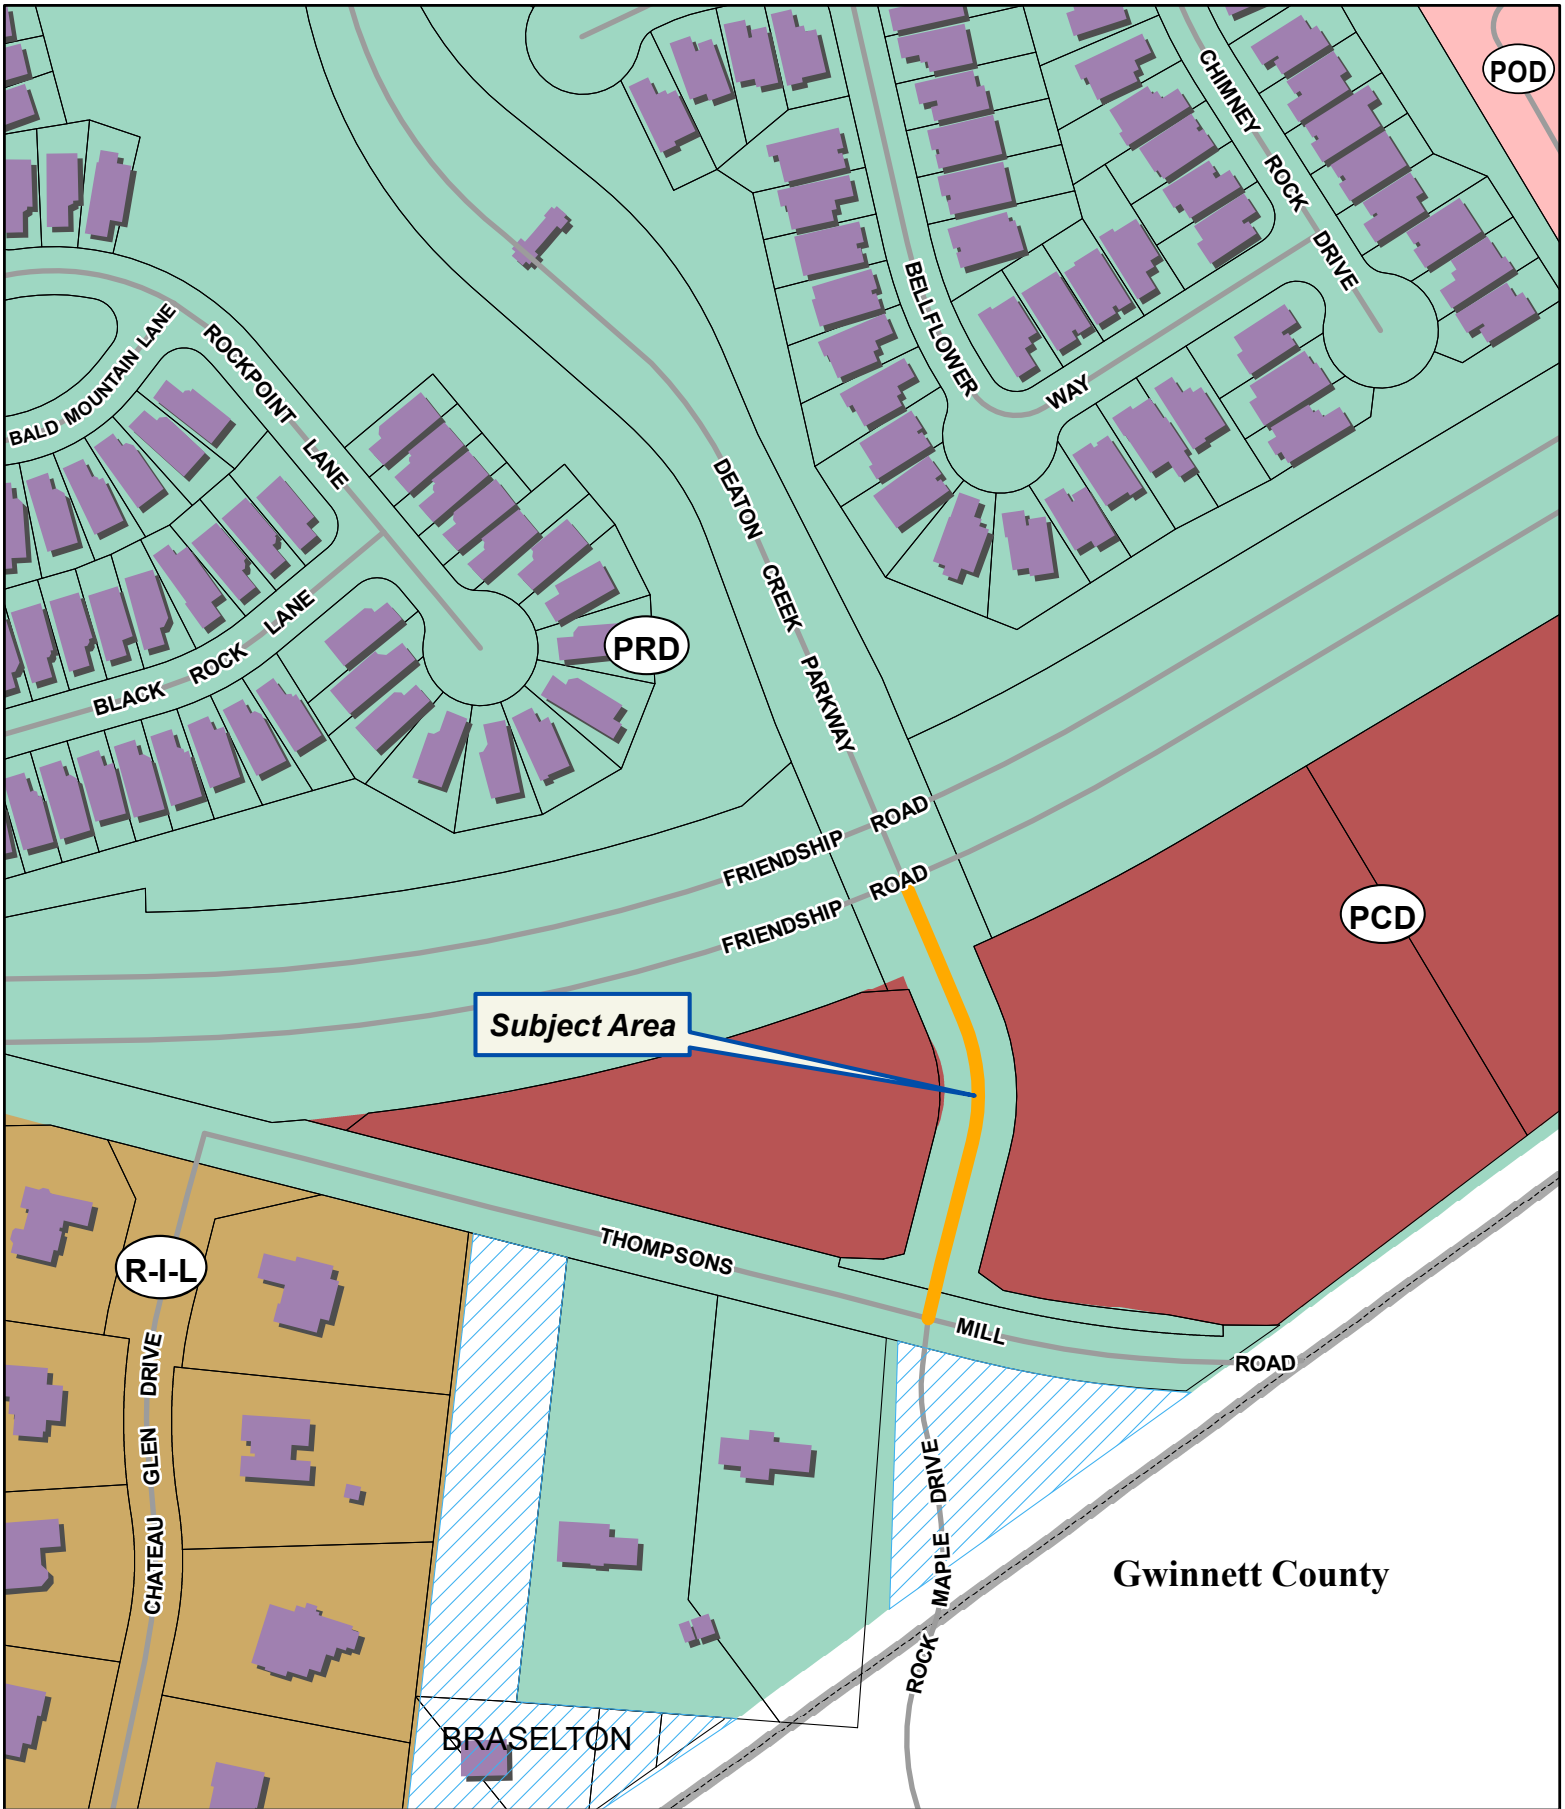 POD
CHIMNEY ROCK DRIVE
BELLFLOWER WAY
BALD MOUNTAIN LANE
ROCKPOINT LANE
DEATON CREEK PARKWAY
BLACK ROCK LANE
PRD
FRIENDSHIP ROAD
FRIENDSHIP ROAD
PCD
Subject Area
THOMPSONS MILL ROAD
R-I-L
CHATEAU GLEN DRIVE
ROCK MAPLE DRIVE
Gwinnett County
BRASELTON